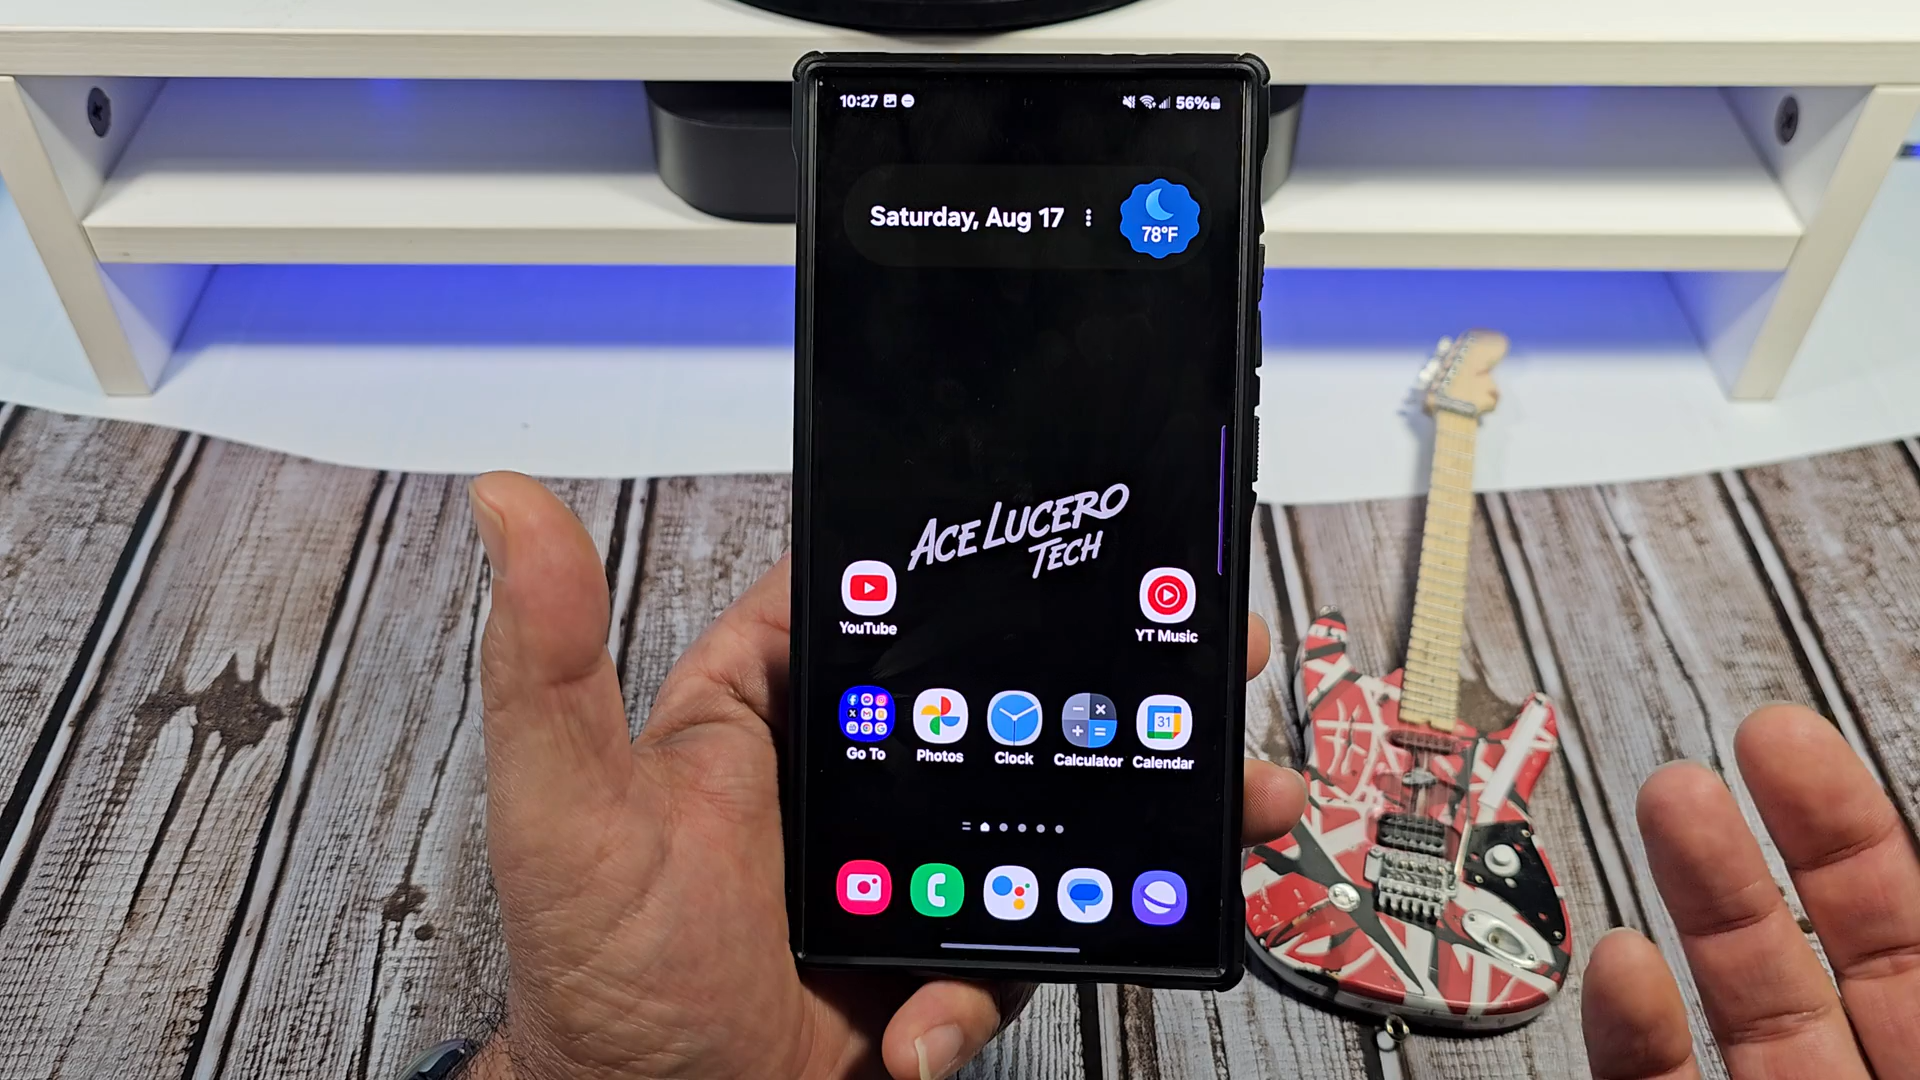 10:27
56%
Saturday, Aug 17
78°F
ACE LUCERO
TECH
YouTube
YT Music
31
Go To
Photos
Clock
Calculator
Calendar